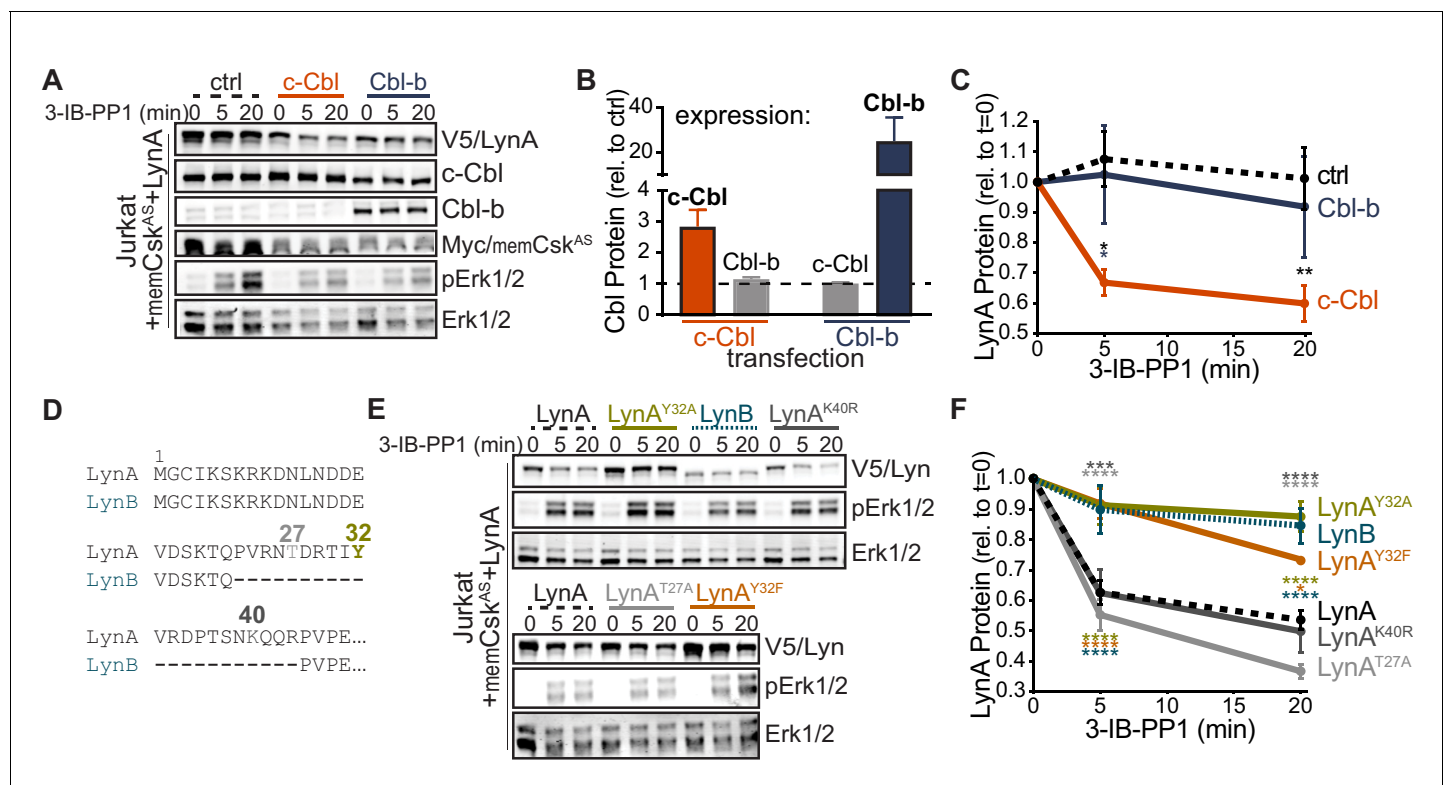 A
ctrl c-Cbl Cbl-b
3-IB-PP1 (min) 0 5 20 0 5 20 0 5 20
Jurkat
+memCskAS+LynA
V5/LynA
c-Cbl
Cbl-b
Myc/memCskAS
pErk1/2
Erk1/2
B
Cbl Protein (rel. to ctrl)
40
20
4
3
2
1
0
expression:
Cbl-b
c-Cbl
Cbl-b
c-Cbl
c-Cbl Cbl-b
transfection
C
LynA Protein (rel. to t=0)
1.2
1.1
1.0
0.9
0.8
0.7
0.6
0.5
ctrl
Cbl-b
*
*
**
c-Cbl
0 5 10 15 20
3-IB-PP1 (min)
D
1
LynA MGCIKSKRKDNLNDDE
LynB MGCIKSKRKDNLNDDE
27 32
LynA VDSKTQPVRNTDRTIY
LynB VDSKTQ----------
40
LynA VRDPTSNKQQRPVPE...
LynB -----------PVPE...
E
LynA LynAY32A LynB LynAK40R
3-IB-PP1 (min) 0 5 20 0 5 20 0 5 20 0 5 20
Jurkat
+memCskAS+LynA
V5/Lyn
pErk1/2
Erk1/2
LynA LynAT27A LynAY32F
0 5 20 0 5 20 0 5 20
V5/Lyn
pErk1/2
Erk1/2
F
LynA Protein (rel. to t=0)
1.0
0.9
0.8
0.7
0.6
0.5
0.4
0.3
***
****
****
****
LynAY32A
LynB
LynAY32F
****
*
****
LynA
LynAK40R
LynAT27A
****
****
****
0 5 10 15 20
3-IB-PP1 (min)